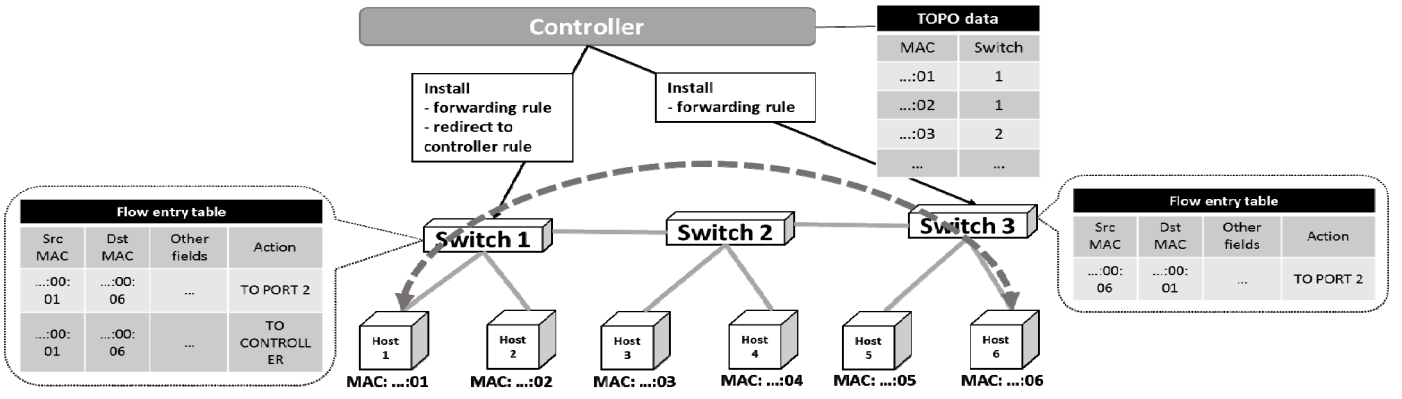 Controller
TOPO data
MAC Switch
...:01 1
...:02 1
...:03 2
... ...
Install
- forwarding rule
- redirect to
controller rule
Install
- forwarding rule
Flow entry table
Src
MAC
Dst
MAC
Other
fields
Action
...:00:
01
...:00:
06
...
TO PORT 2
...:00:
01
...:00:
06
...
TO
CONTROLL
ER
Switch 1
Switch 2
Switch 3
Flow entry table
Src
MAC
Dst
MAC
Other
fields
Action
...:00:
06
...:00:
01
...
TO PORT 2
Host
1
Host
2
Host
3
Host
4
Host
5
Host
6
MAC: ...:01
MAC: ...:02
MAC: ...:03
MAC: ...:04
MAC: ...:05
MAC: ...:06